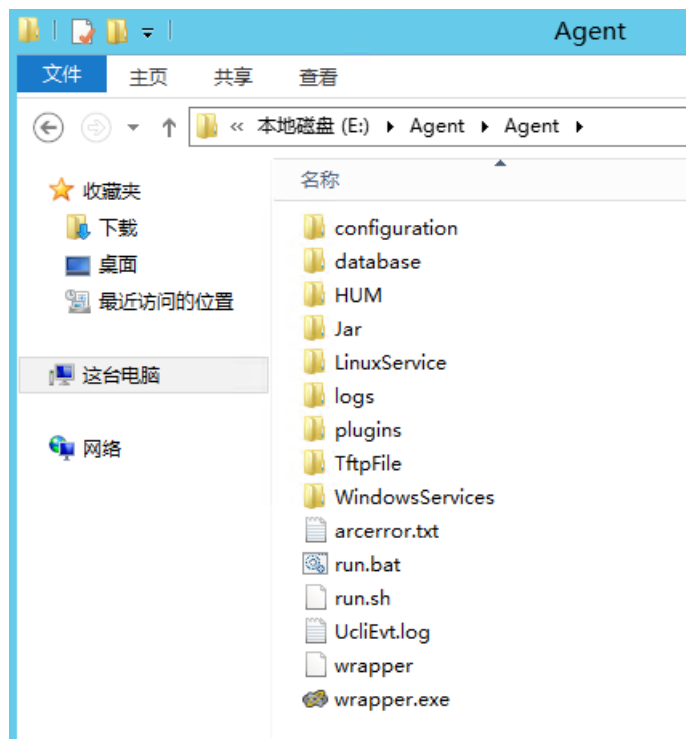 Agent
文件 主页 共享 查看
« 本地磁盘 (E:) Agent Agent
名称
收藏夹
下载
桌面
最近访问的位置
这台电脑
网络
configuration
database
HUM
Jar
LinuxService
logs
plugins
TftpFile
WindowsServices
arcerror.txt
run.bat
run.sh
UcliEvt.log
wrapper
wrapper.exe